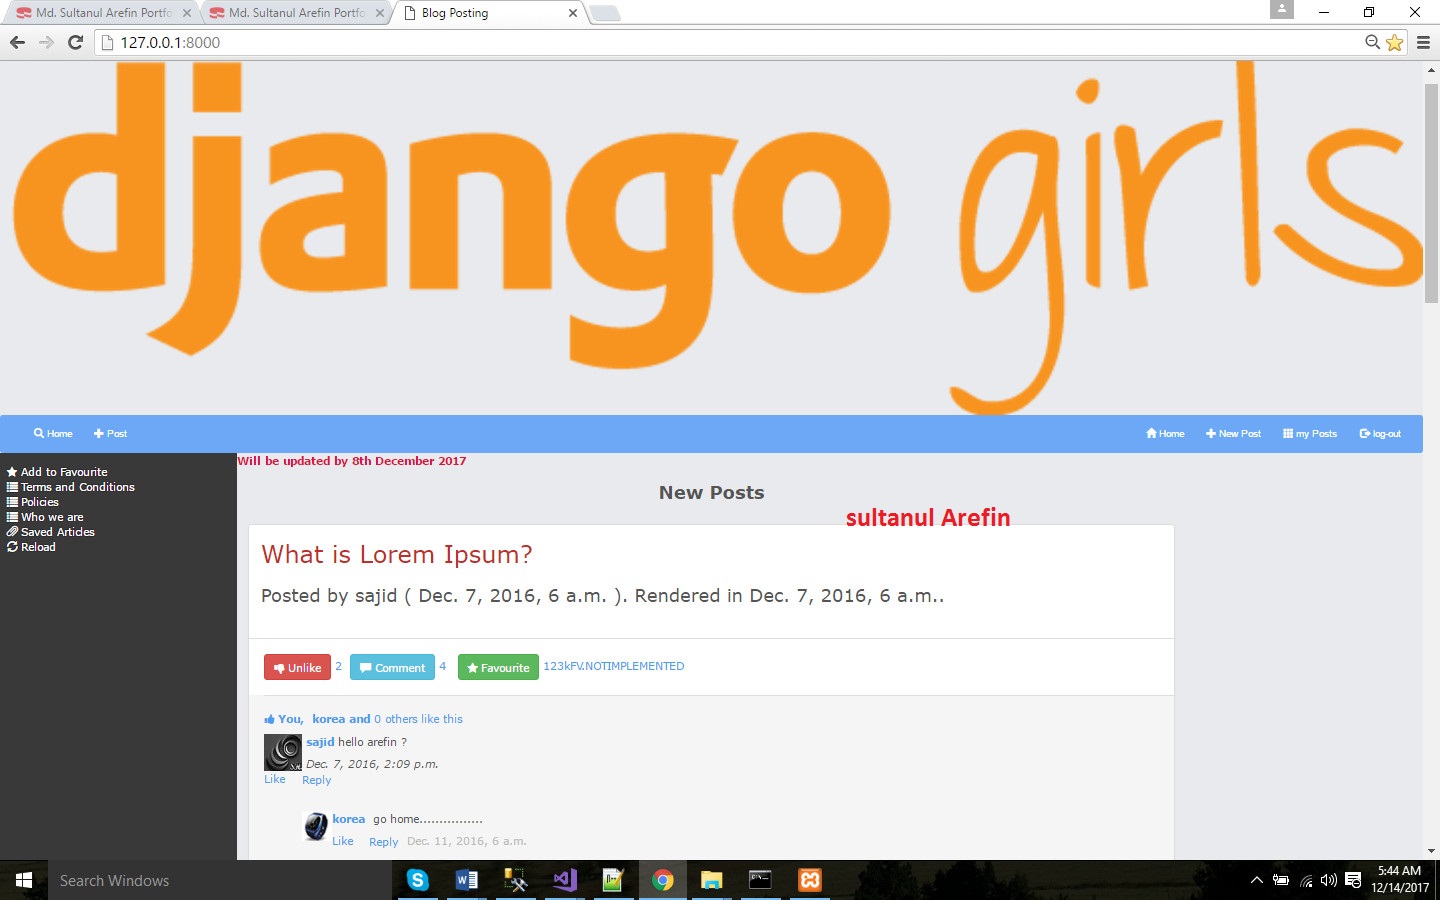 Md. Sultanul Arefin Portfo
Md. Sultanul Arefin Portfo
Blog Posting
127.0.0.1:8000
django girls
Home
Post
Home
New Post
my Posts
log-out
Add to Favourite
Terms and Conditions
Policies
Who we are
Saved Articles
Reload
Will be updated by 8th December 2017
New Posts
sultanul Arefin
What is Lorem Ipsum?
Posted by sajid ( Dec. 7, 2016, 6 a.m. ). Rendered in Dec. 7, 2016, 6 a.m..
Unlike 2 Comment 4 Favourite 123kFV.NOTIMPLEMENTED
You, korea and 0 others like this
sajid hello arefin ?
Dec. 7, 2016, 2:09 p.m.
Like Reply
korea go home................
Like Reply Dec. 11, 2016, 6 a.m.
Search Windows
5:44 AM
12/14/2017